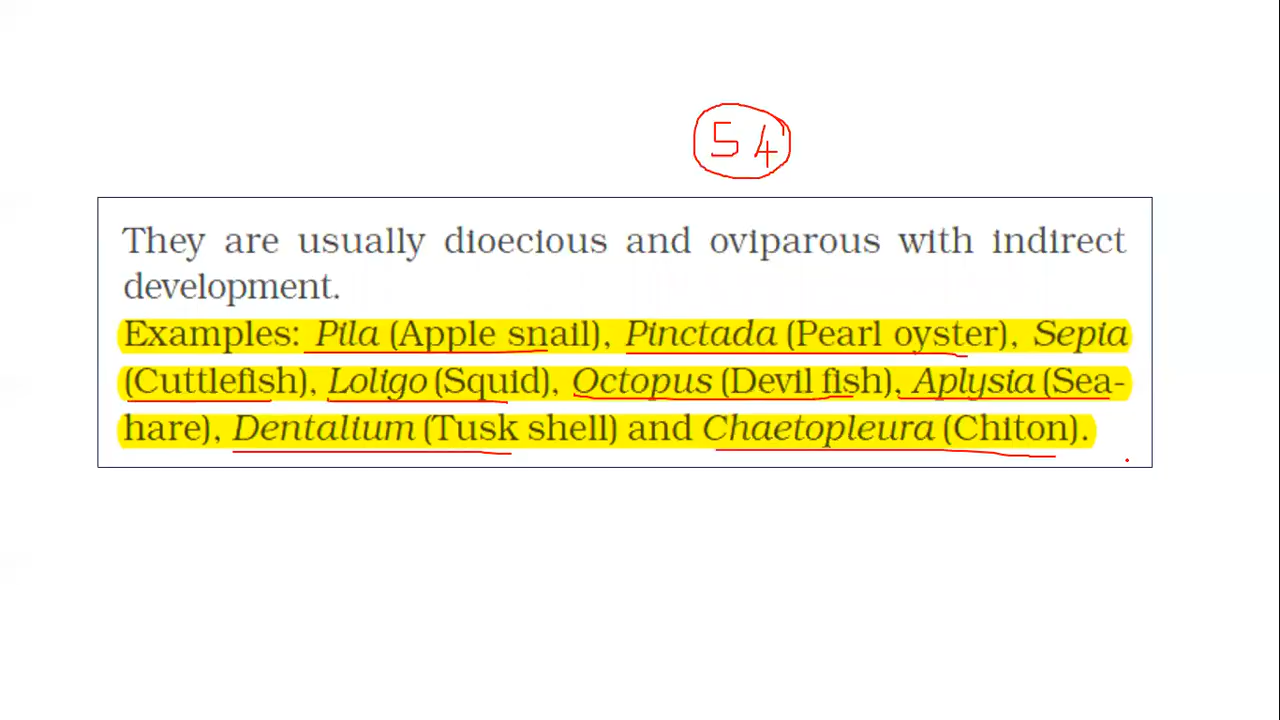 54
They are usually dioecious and oviparous with indirect
development.
Examples: Pila (Apple snail), Pinctada (Pearl oyster), Sepia
(Cuttlefish), Loligo (Squid), Octopus (Devil fish), Aplysia (Sea-
hare), Dentalium (Tusk shell) and Chaetopleura (Chiton).